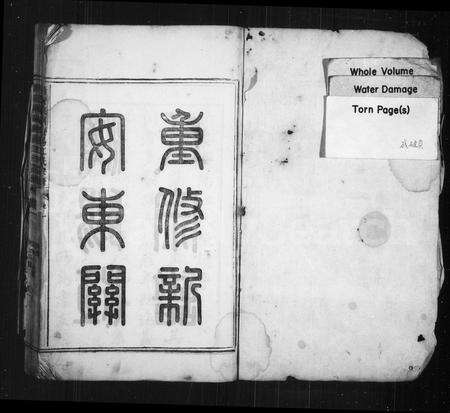 重修新
安東關
Whole Volume
Water Damage
Torn Page(s)